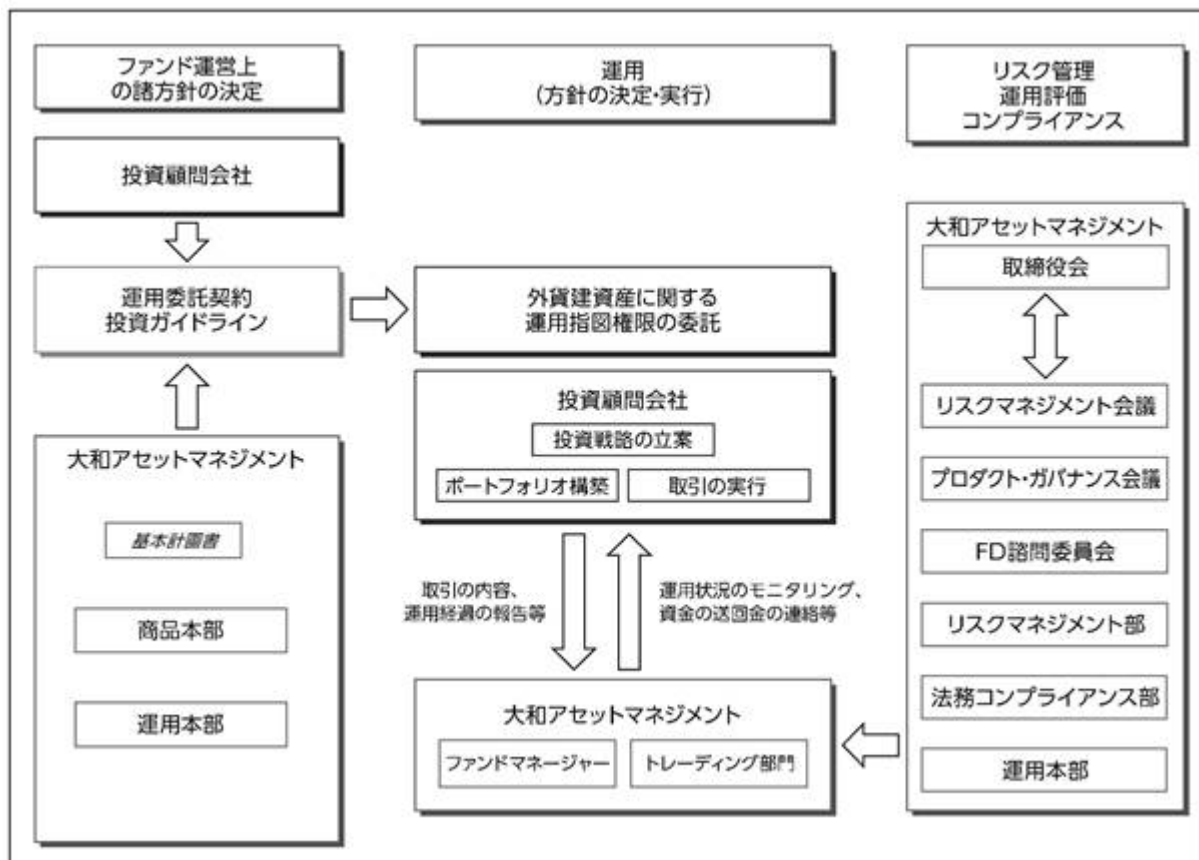 ファンド運営上
の諸方針の決定
運用
(方針の決定・実行)
リスク管理
運用評価
コンプライアンス
投資顧問会社
運用委託契約
投資ガイドライン
大和アセットマネジメント
基本計画書
商品本部
運用本部
外貨建資産に関する
運用指図権限の委託
投資顧問会社
投資戦略の立案
ポートフォリオ構築
取引の実行
取引の内容、
運用経過の報告等
運用状況のモニタリング、
資金の送回金の連絡等
大和アセットマネジメント
ファンドマネージャー
トレーディング部門
大和アセットマネジメント
取締役会
リスクマネジメント会議
プロダクト・ガバナンス会議
FD諮問委員会
リスクマネジメント部
法務コンプライアンス部
運用本部